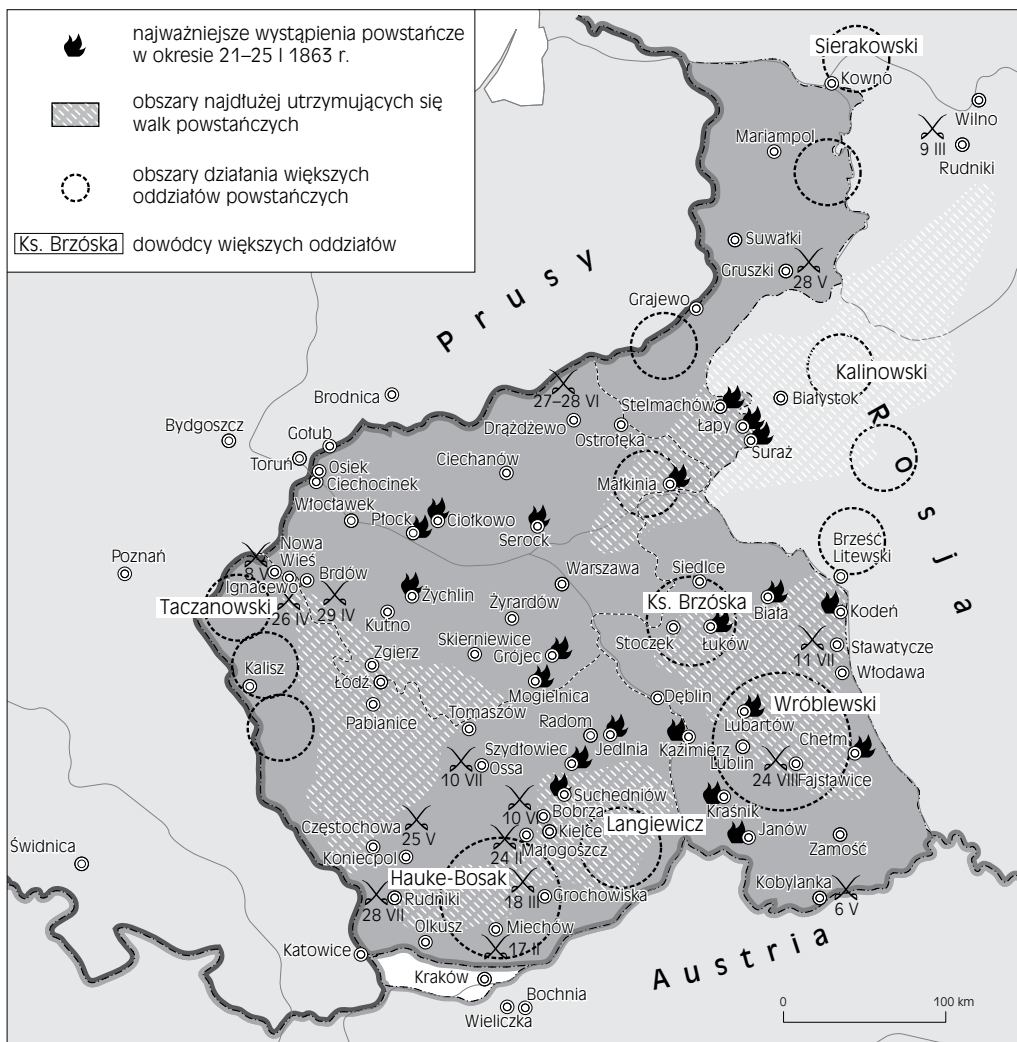 najważniejsze wystąpienia powstańcze
w okresie 21–25 I 1863 r.
obszary najdłużej utrzymujących się
walk powstańczych
obszary działania większych
oddziałów powstańczych
Ks. Brzóska
dowódcy większych oddziałów
Sierakowski
Kowno
Wilno
9 III
Rudniki
Mariampol
Suwałki
Gruszki
28 V
Grajewo
Prusy
Kalinowski
Rosja
Brodnica
27–28 VI
Stelmachów
Białystok
Drążdżewo
Ostrołęka
Łapy
Suraż
Bydgoszcz
Golub
Toruń
Osiek
Ciechocinek
Ciechanów
Małkinia
Włocławek
Płock
Ciołkowo
Serock
Brześć
Litewski
Poznań
Nowa
Wieś
8 V
Ignacewo
Brdów
26 IV
29 IV
Taczanowski
Warszawa
Siedlce
Ks. Brzóska
Biała
Kodeń
Żychlin
Żyrardów
Kutno
Skierniewice
Grójec
Stoczek
Łuków
11 VII
Sławatycze
Włodawa
Zgierz
Kalisz
Łódź
Mogielnica
Pabianice
Dęblin
Wróblewski
Tomaszów
Radom
Lubartów
Szydłowiec
Jedlnia
Kazimierz
Lublin
Chełm
10 VII
Ossa
24 VIII
Fajsławice
Suchedniów
Kraśnik
10 VI
Bobrza
Częstochowa
25 V
Kielce
Langiewicz
Janów
Zamość
Świdnica
24 II
Małogoszcz
Koniecpol
Hauke-Bosak
18 III
Grochowiska
Kobylanka
6 V
28 VII
Rudniki
Olkusz
Miechów
17 II
Katowice
Austria
Kraków
Bochnia
Wieliczka
0
100 km